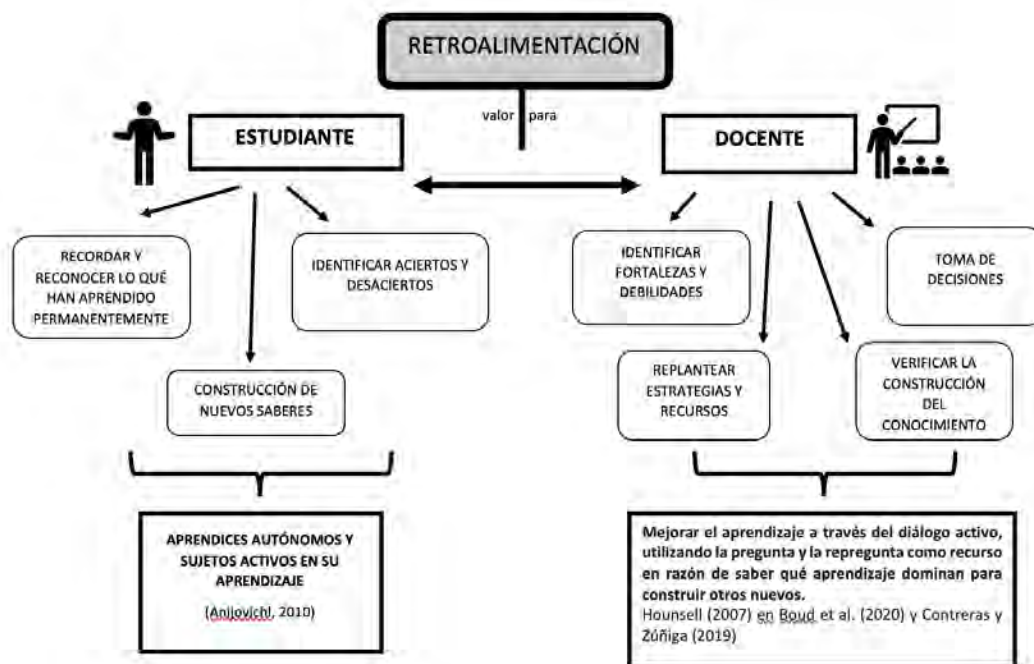 RETROALIMENTACIÓN
valor para
ESTUDIANTE
DOCENTE
RECORDAR Y
RECONOCER LO QUÉ
HAN APRENDIDO
PERMANENTEMENTE
IDENTIFICAR ACIERTOS Y
DESACIERTOS
CONSTRUCCIÓN DE
NUEVOS SABERES
IDENTIFICAR
FORTALEZAS Y
DEBILIDADES
TOMA DE
DECISIONES
REPLANTEAR
ESTRATEGIAS Y
RECURSOS
VERIFICAR LA
CONSTRUCCIÓN
DEL
CONOCIMIENTO
APRENDICES AUTÓNOMOS Y
SUJETOS ACTIVOS EN SU
APRENDIZAJE
(Anijovichl, 2010)
Mejorar el aprendizaje a través del diálogo activo,
utilizando la pregunta y la repregunta como recurso
en razón de saber qué aprendizaje dominan para
construir otros nuevos.
Hounsell (2007) en Boud et al. (2020) y Contreras y
Zúñiga (2019)